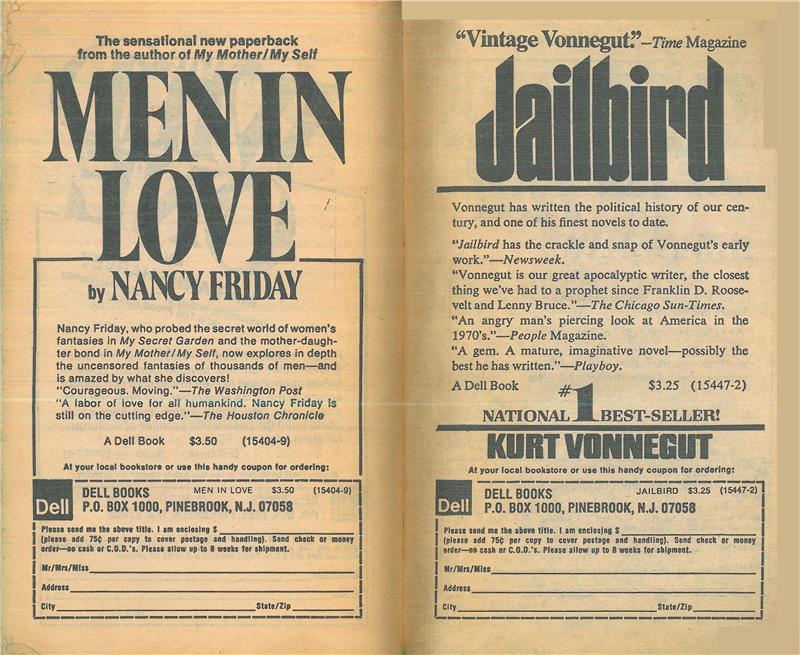 The sensational new paperback
from the author of My Mother/My Self
MEN IN
LOVE
by NANCY FRIDAY
Nancy Friday, who probed the secret world of women's
fantasies in My Secret Garden and the mother-daugh-
ter bond in My Mother/My Self, now explores in depth
the uncensored fantasies of thousands of men—and
is amazed by what she discovers!
"Courageous. Moving."—The Washington Post
"A labor of love for all humankind. Nancy Friday is
still on the cutting edge."—The Houston Chronicle
A Dell Book $3.50 (15404-9)
At your local bookstore or use this handy coupon for ordering:
Dell
DELL BOOKS MEN IN LOVE $3.50 (15404-9)
P.O. BOX 1000, PINEBROOK, N.J. 07058
Please send me the above title. I am enclosing $
(please add 75¢ per copy to cover postage and handling). Send check or money
order—no cash or C.O.D.'s. Please allow up to 8 weeks for shipment.
Mr/Mrs/Miss
Address
City State/Zip
"Vintage Vonnegut."—Time Magazine
Jailbird
Vonnegut has written the political history of our cen-
tury, and one of his finest novels to date.
"Jailbird has the crackle and snap of Vonnegut's early
work."—Newsweek.
"Vonnegut is our great apocalyptic writer, the closest
thing we've had to a prophet since Franklin D. Roose-
velt and Lenny Bruce."—The Chicago Sun-Times.
"An angry man's piercing look at America in the
1970's."—People Magazine.
"A gem. A mature, imaginative novel—possibly the
best he has written."—Playboy.
A Dell Book $3.25 (15447-2)
#1
NATIONAL BEST-SELLER!
KURT VONNEGUT
At your local bookstore or use this handy coupon for ordering:
Dell
DELL BOOKS JAILBIRD $3.25 (15447-2)
P.O. BOX 1000, PINEBROOK, N.J. 07058
Please send me the above title. I am enclosing $
(please add 75¢ per copy to cover postage and handling). Send check or money
order—no cash or C.O.D.'s. Please allow up to 8 weeks for shipment.
Mr/Mrs/Miss
Address
City State/Zip